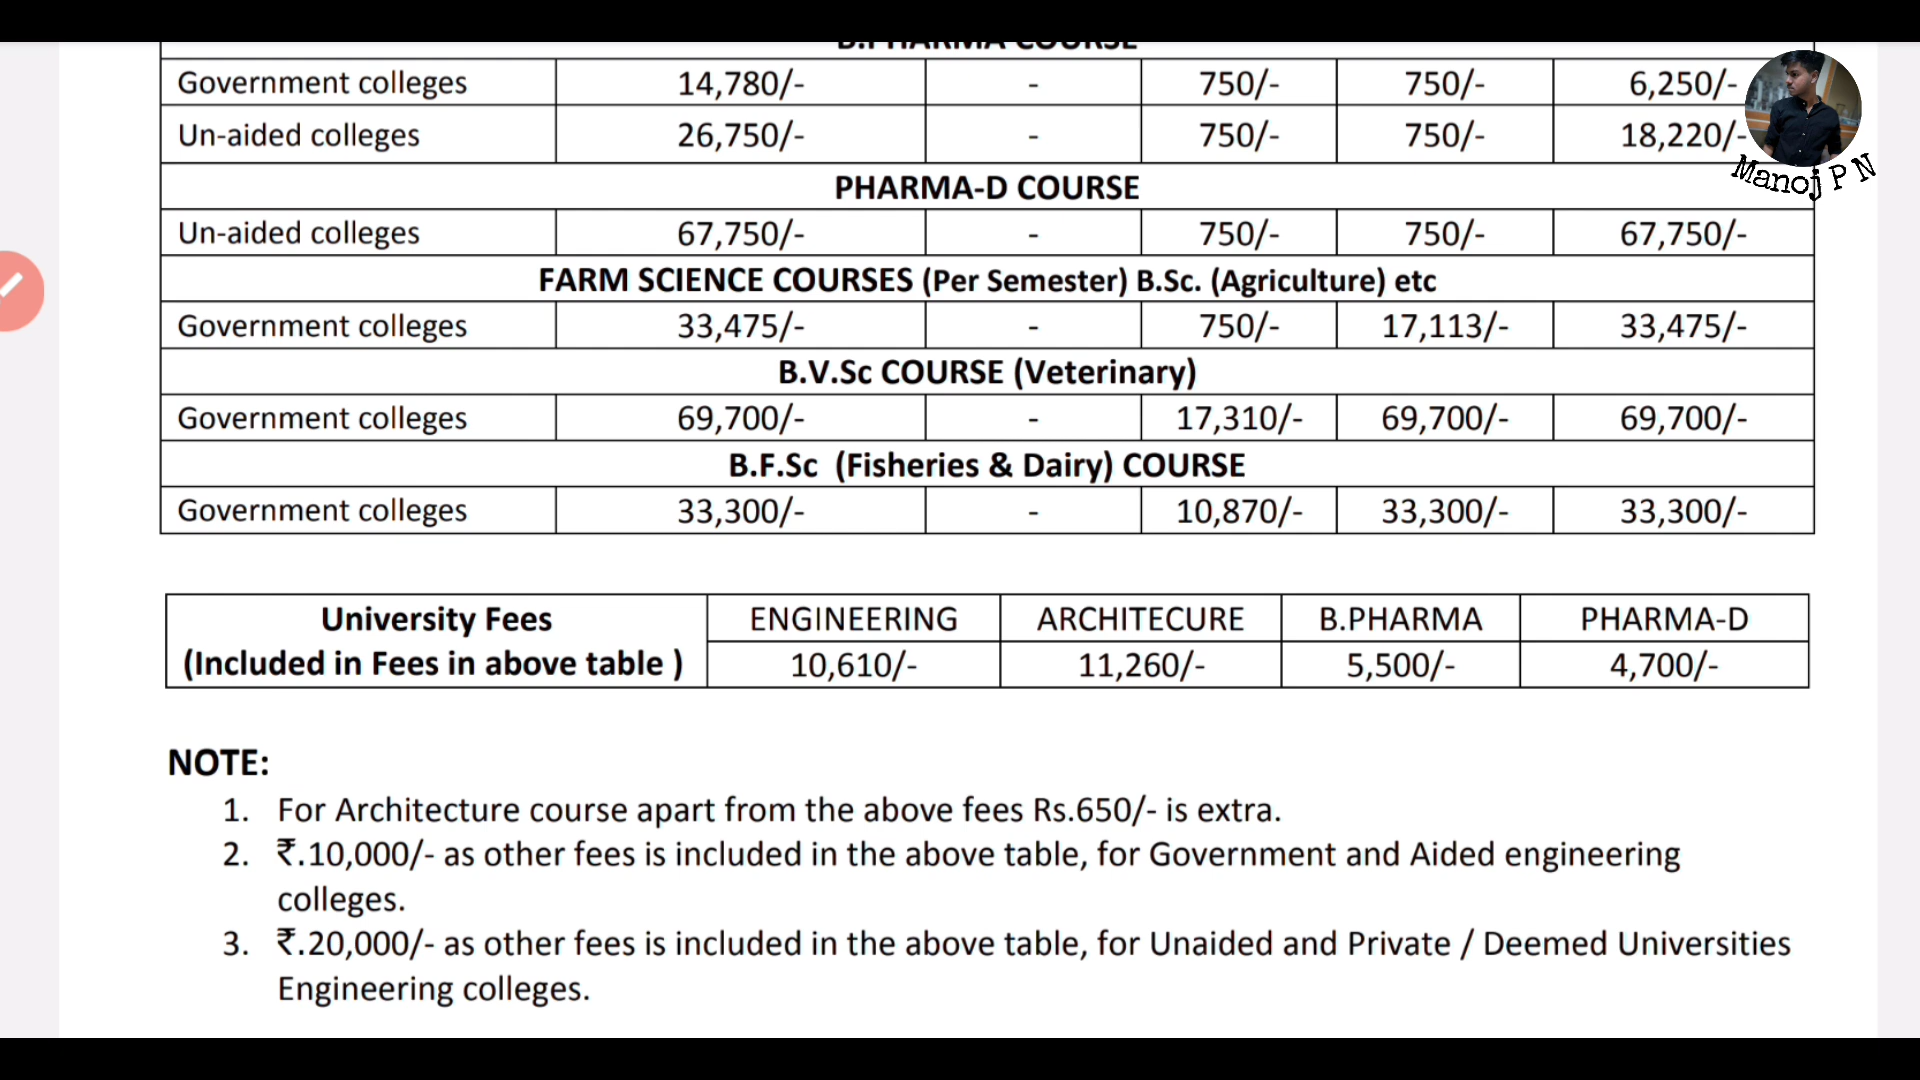 B.PHARMA COURSE
Government colleges 14,780/- - 750/- 750/- 6,250/-
Un-aided colleges 26,750/- - 750/- 750/- 18,220/-
Manoj P N
PHARMA-D COURSE
Un-aided colleges 67,750/- - 750/- 750/- 67,750/-
FARM SCIENCE COURSES (Per Semester) B.Sc. (Agriculture) etc
Government colleges 33,475/- - 750/- 17,113/- 33,475/-
B.V.Sc COURSE (Veterinary)
Government colleges 69,700/- - 17,310/- 69,700/- 69,700/-
B.F.Sc (Fisheries & Dairy) COURSE
Government colleges 33,300/- - 10,870/- 33,300/- 33,300/-
University Fees ENGINEERING ARCHITECURE B.PHARMA PHARMA-D
(Included in Fees in above table ) 10,610/- 11,260/- 5,500/- 4,700/-
NOTE:
1. For Architecture course apart from the above fees Rs.650/- is extra.
2. ₹.10,000/- as other fees is included in the above table, for Government and Aided engineering
colleges.
3. ₹.20,000/- as other fees is included in the above table, for Unaided and Private / Deemed Universities
Engineering colleges.